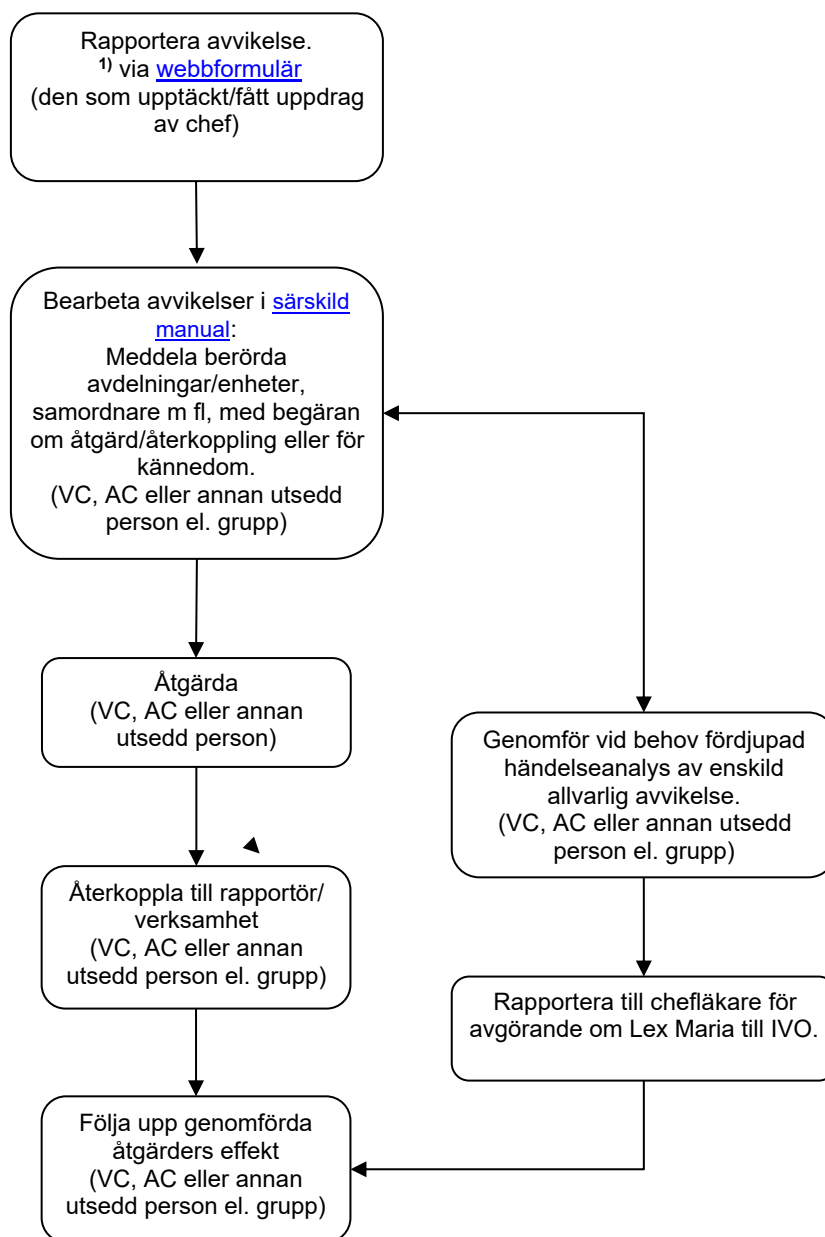 Rapportera avvikelse.
1) via webbformulär
(den som upptäckt/fått uppdrag
av chef)
Bearbeta avvikelser i särskild
manual:
Meddela berörda
avdelningar/enheter,
samordnare m fl, med begäran
om åtgärd/återkoppling eller för
kännedom.
(VC, AC eller annan utsedd
person el. grupp)
Åtgärda
(VC, AC eller annan
utsedd person)
Återkoppla till rapportör/
verksamhet
(VC, AC eller annan
utsedd person el. grupp)
Följa upp genomförda
åtgärders effekt
(VC, AC eller annan
utsedd person el. grupp)
Genomför vid behov fördjupad
händelseanalys av enskild
allvarlig avvikelse.
(VC, AC eller annan utsedd
person el. grupp)
Rapportera till chefläkare för
avgörande om Lex Maria till IVO.